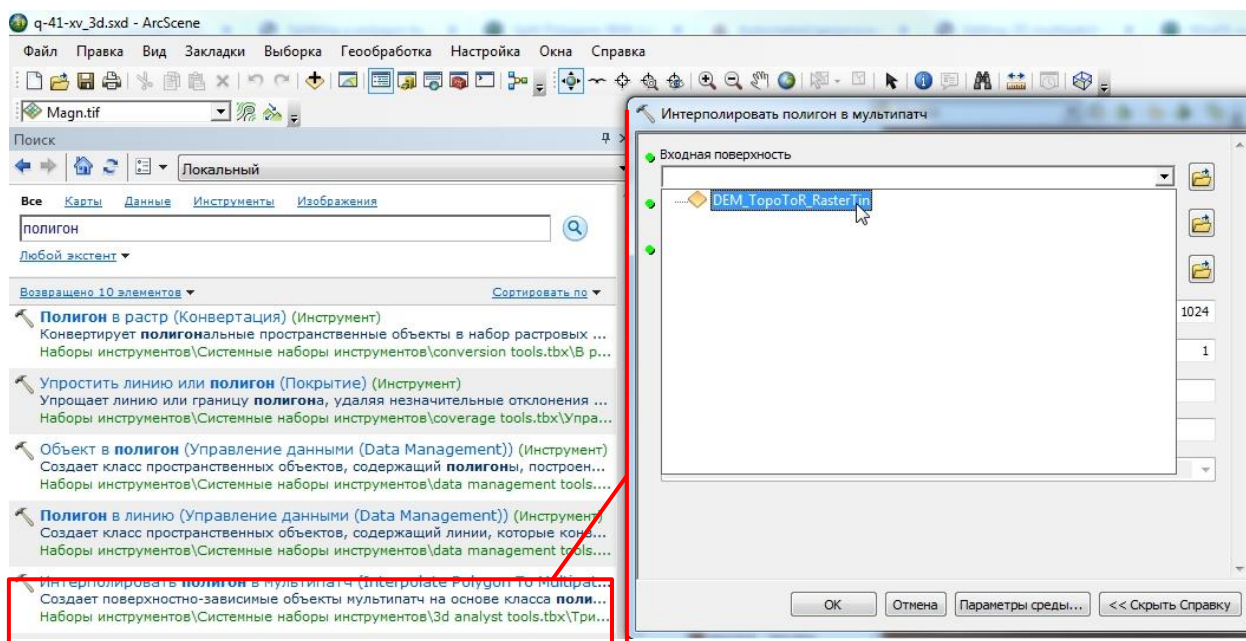 q-41-xv_3d.sxd - ArcScene
Файл Правка Вид Закладки Выборка Геообработка Настройка Окна Справка
Magn.tif
Поиск
Локальный
Все Карты Данные Инструменты Изображения
полигон
Любой экстент
Возвращено 10 элементов Сортировать по
Полигон в растр (Конвертация) (Инструмент)
Конвертирует полигональные пространственные объекты в набор растровых ...
Наборы инструментов\Системные наборы инструментов\conversion tools.tbx\В р...
Упростить линию или полигон (Покрытие) (Инструмент)
Упрощает линию или границу полигона, удаляя незначительные отклонения ...
Наборы инструментов\Системные наборы инструментов\coverage tools.tbx\Упра...
Объект в полигон (Управление данными (Data Management)) (Инструмент)
Создает класс пространственных объектов, содержащий полигоны, построен...
Наборы инструментов\Системные наборы инструментов\data management tools....
Полигон в линию (Управление данными (Data Management)) (Инструмент)
Создает класс пространственных объектов, содержащий линии, которые конв...
Наборы инструментов\Системные наборы инструментов\data management tools....
Интерполировать полигон в мультипатч (Interpolate Polygon To Multipat...
Создает поверхностно-зависимые объекты мультипатч на основе класса поли...
Наборы инструментов\Системные наборы инструментов\3d analyst tools.tbx\Три...
Интерполировать полигон в мультипатч
Входная поверхность
DEM_TopoToR_RasterTin
1024
1
OK Отмена Параметры среды... << Скрыть Справку